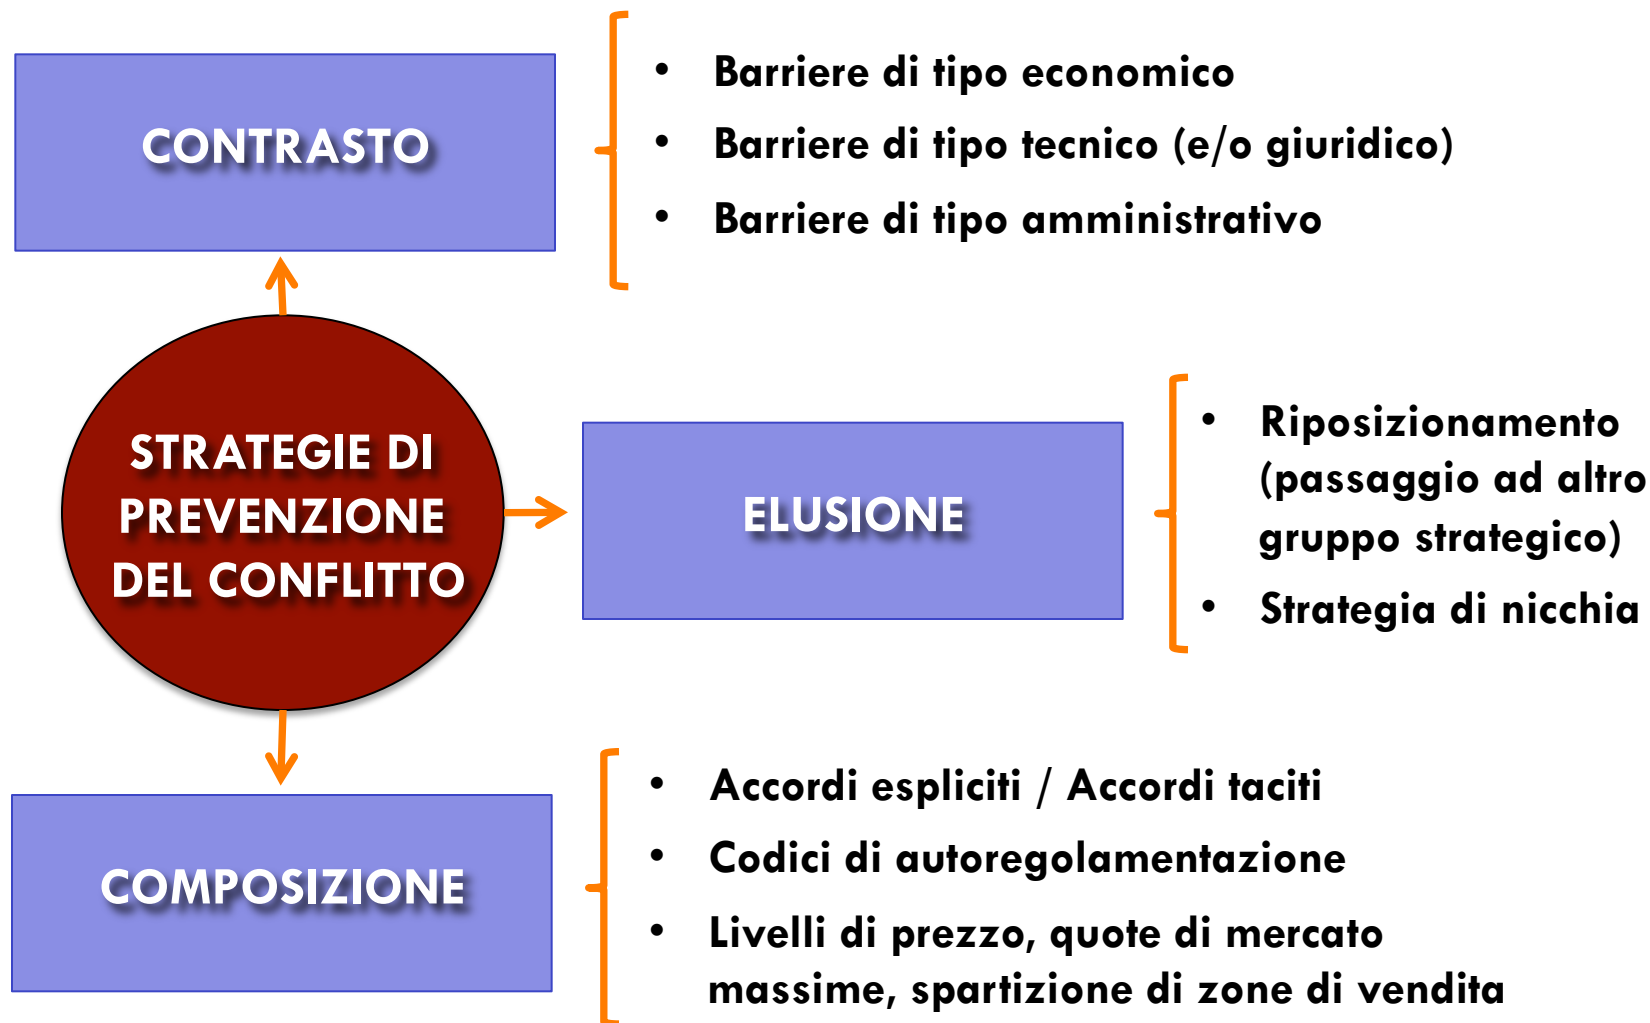 CONTRASTO
• Barriere di tipo economico
• Barriere di tipo tecnico (e/o giuridico)
• Barriere di tipo amministrativo
STRATEGIE DI
PREVENZIONE
DEL CONFLITTO
ELUSIONE
• Riposizionamento
(passaggio ad altro
gruppo strategico)
• Strategia di nicchia
COMPOSIZIONE
• Accordi espliciti / Accordi taciti
• Codici di autoregolamentazione
• Livelli di prezzo, quote di mercato
massime, spartizione di zone di vendita